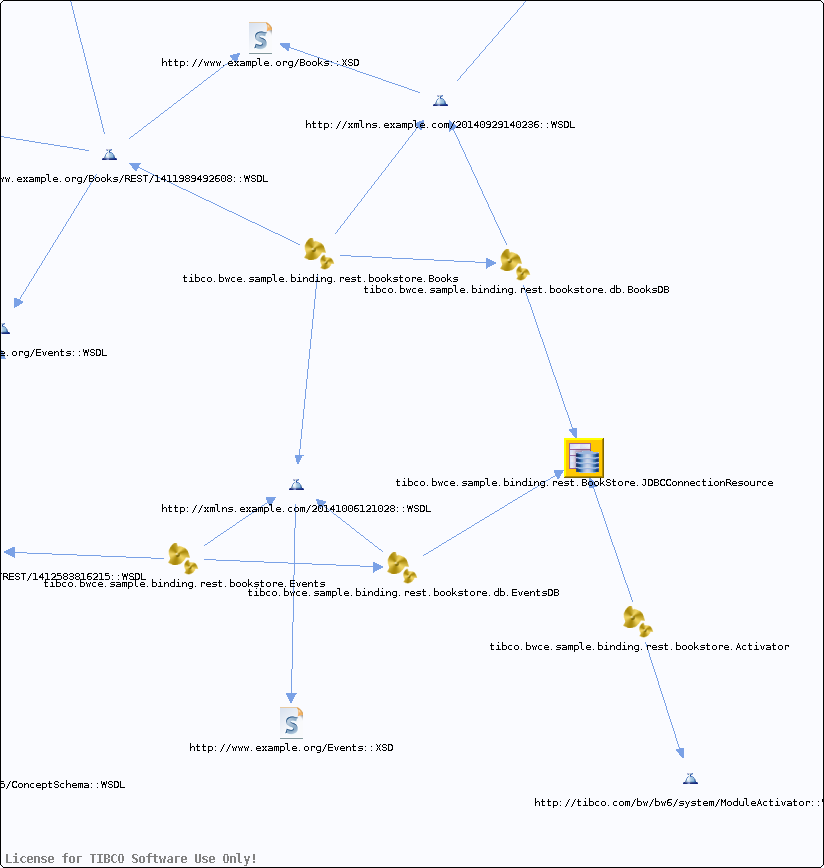 http://www.example.org/Books::XSD
http://xmlns.example.com/20140929140236::WSDL
ww.example.org/Books/REST/1411989492608::WSDL
tibco.bwce.sample.binding.rest.bookstore.Books
tibco.bwce.sample.binding.rest.bookstore.db.BooksDB
e.org/Events::WSDL
tibco.bwce.sample.binding.rest.BookStore.JDBCConnectionResource
http://xmlns.example.com/20141006121028::WSDL
/REST/1412583816215::WSDL
tibco.bwce.sample.binding.rest.bookstore.Events
tibco.bwce.sample.binding.rest.bookstore.db.EventsDB
tibco.bwce.sample.binding.rest.bookstore.Activator
http://www.example.org/Events::XSD
6/ConceptSchema::WSDL
http://tibco.com/bw/bw6/system/ModuleActivator::
License for TIBCO Software Use Only!